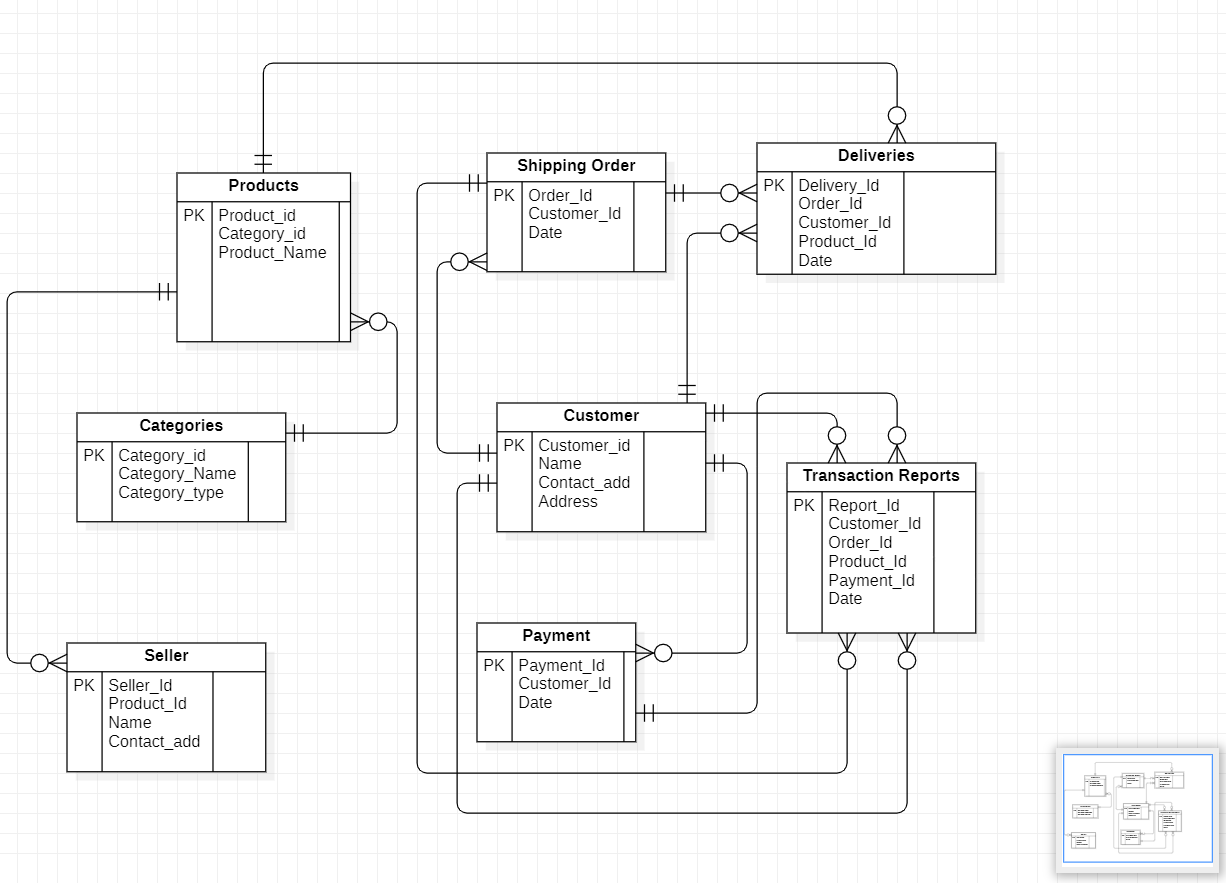 Products
PK
Product_id
Category_id
Product_Name
Shipping Order
PK
Order_Id
Customer_Id
Date
Deliveries
PK
Delivery_Id
Order_Id
Customer_Id
Product_Id
Date
Categories
PK
Category_id
Category_Name
Category_type
Customer
PK
Customer_id
Name
Contact_add
Address
Transaction Reports
PK
Report_Id
Customer_Id
Order_Id
Product_Id
Payment_Id
Date
Seller
PK
Seller_Id
Product_Id
Name
Contact_add
Payment
PK
Payment_Id
Customer_Id
Date